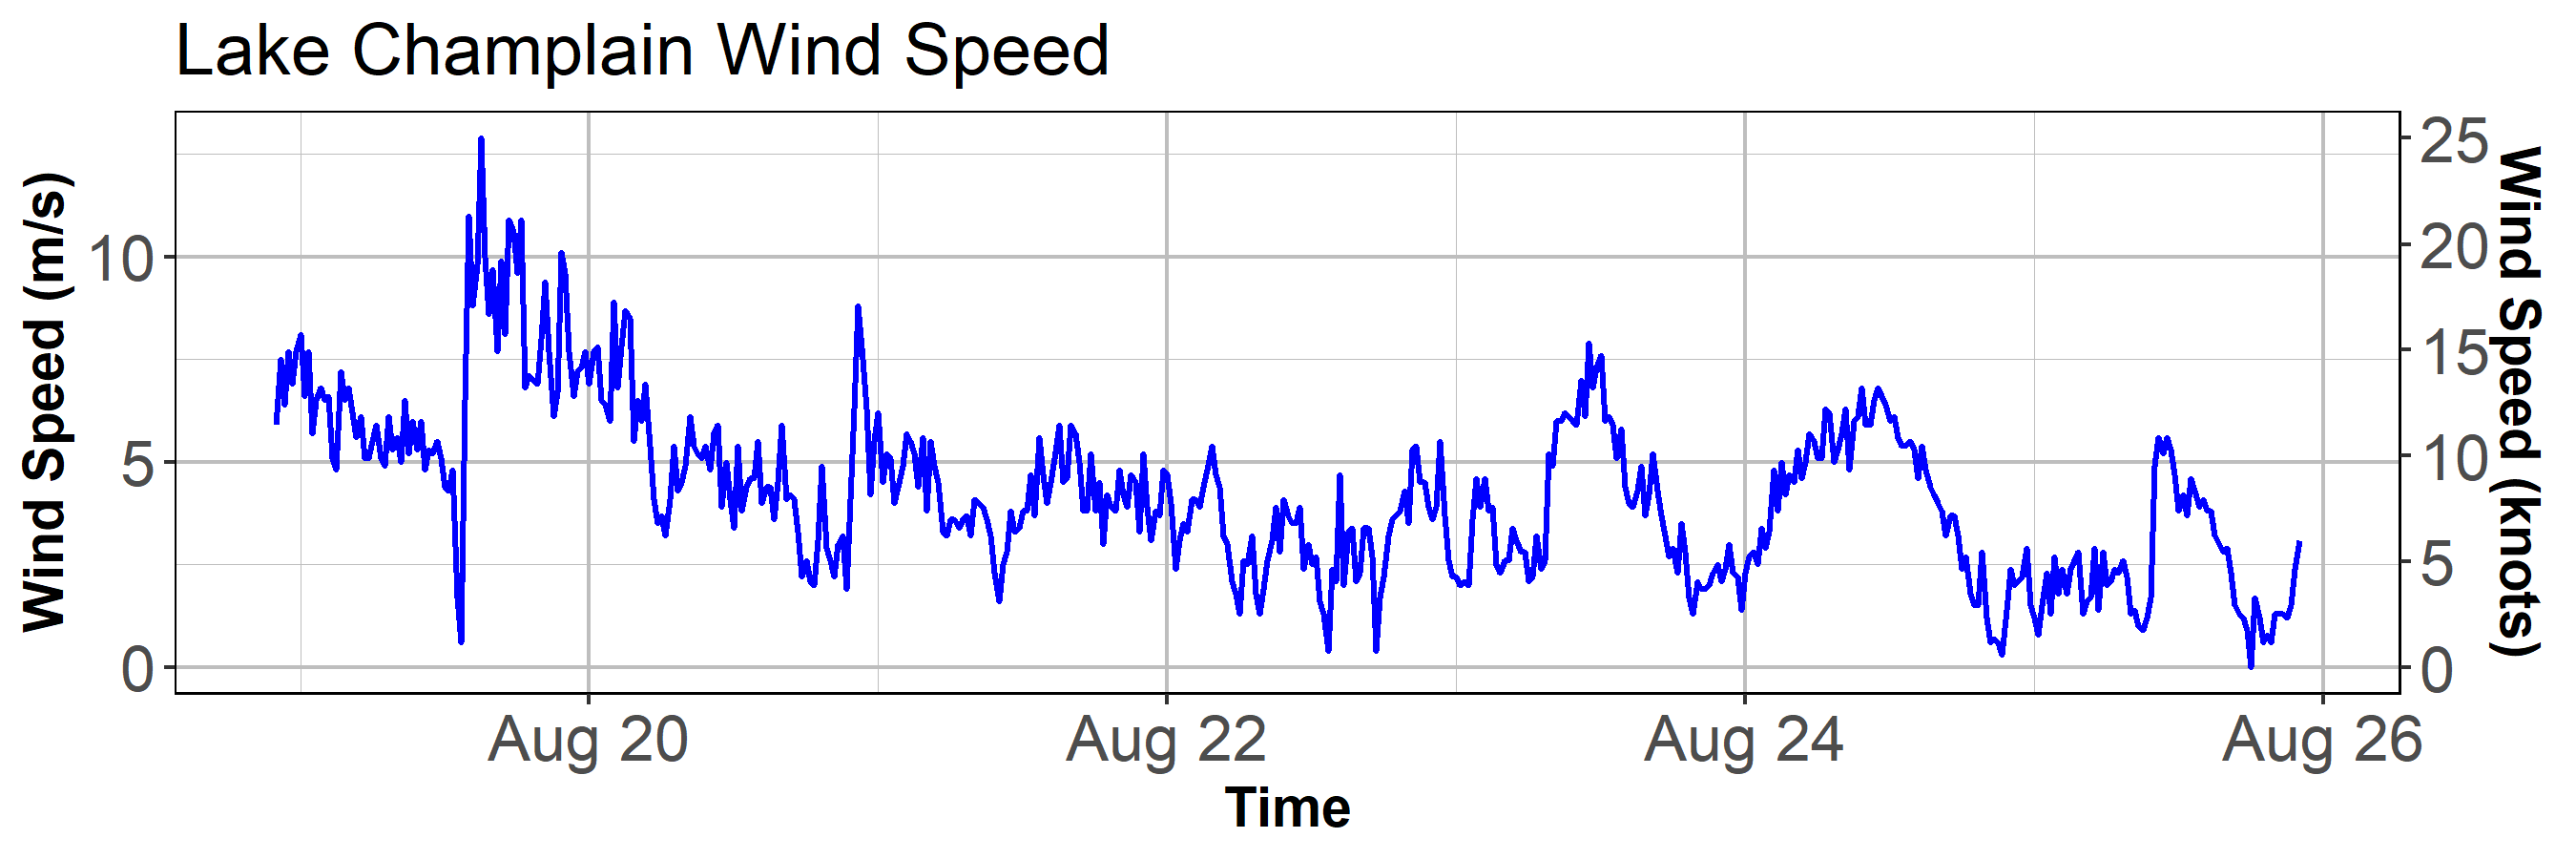 Lake Champlain Wind Speed
Wind Speed (m/s)
10
5
0
25
20
15
10
5
0
Wind Speed (knots)
Aug 20
Aug 22
Aug 24
Aug 26
Time